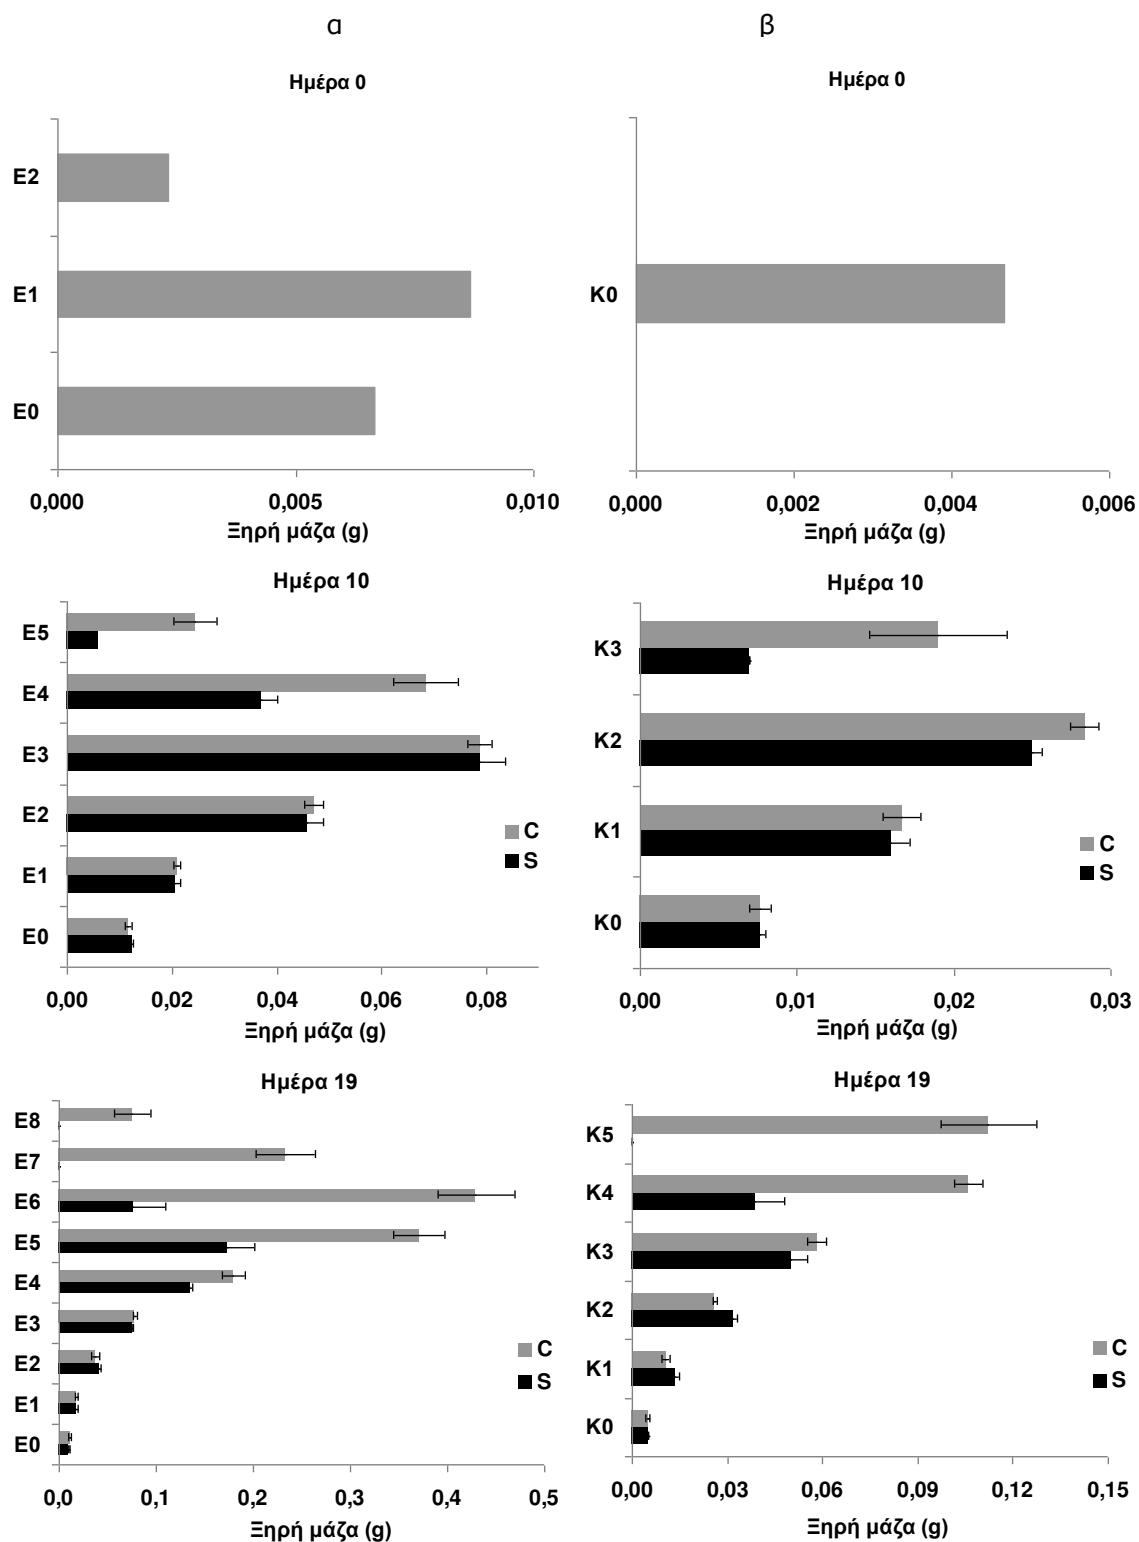 α
β
Ημέρα 0
E2
E1
E0
0,000 0,005 0,010
Ξηρή μάζα (g)
Ημέρα 0
K0
0,000 0,002 0,004 0,006
Ξηρή μάζα (g)
Ημέρα 10
E5
E4
E3
E2
E1
E0
C
S
0,00 0,02 0,04 0,06 0,08
Ξηρή μάζα (g)
Ημέρα 10
K3
K2
K1
K0
C
S
0,00 0,01 0,02 0,03
Ξηρή μάζα (g)
Ημέρα 19
E8
E7
E6
E5
E4
E3
E2
E1
E0
C
S
0,0 0,1 0,2 0,3 0,4 0,5
Ξηρή μάζα (g)
Ημέρα 19
K5
K4
K3
K2
K1
K0
C
S
0,00 0,03 0,06 0,09 0,12 0,15
Ξηρή μάζα (g)